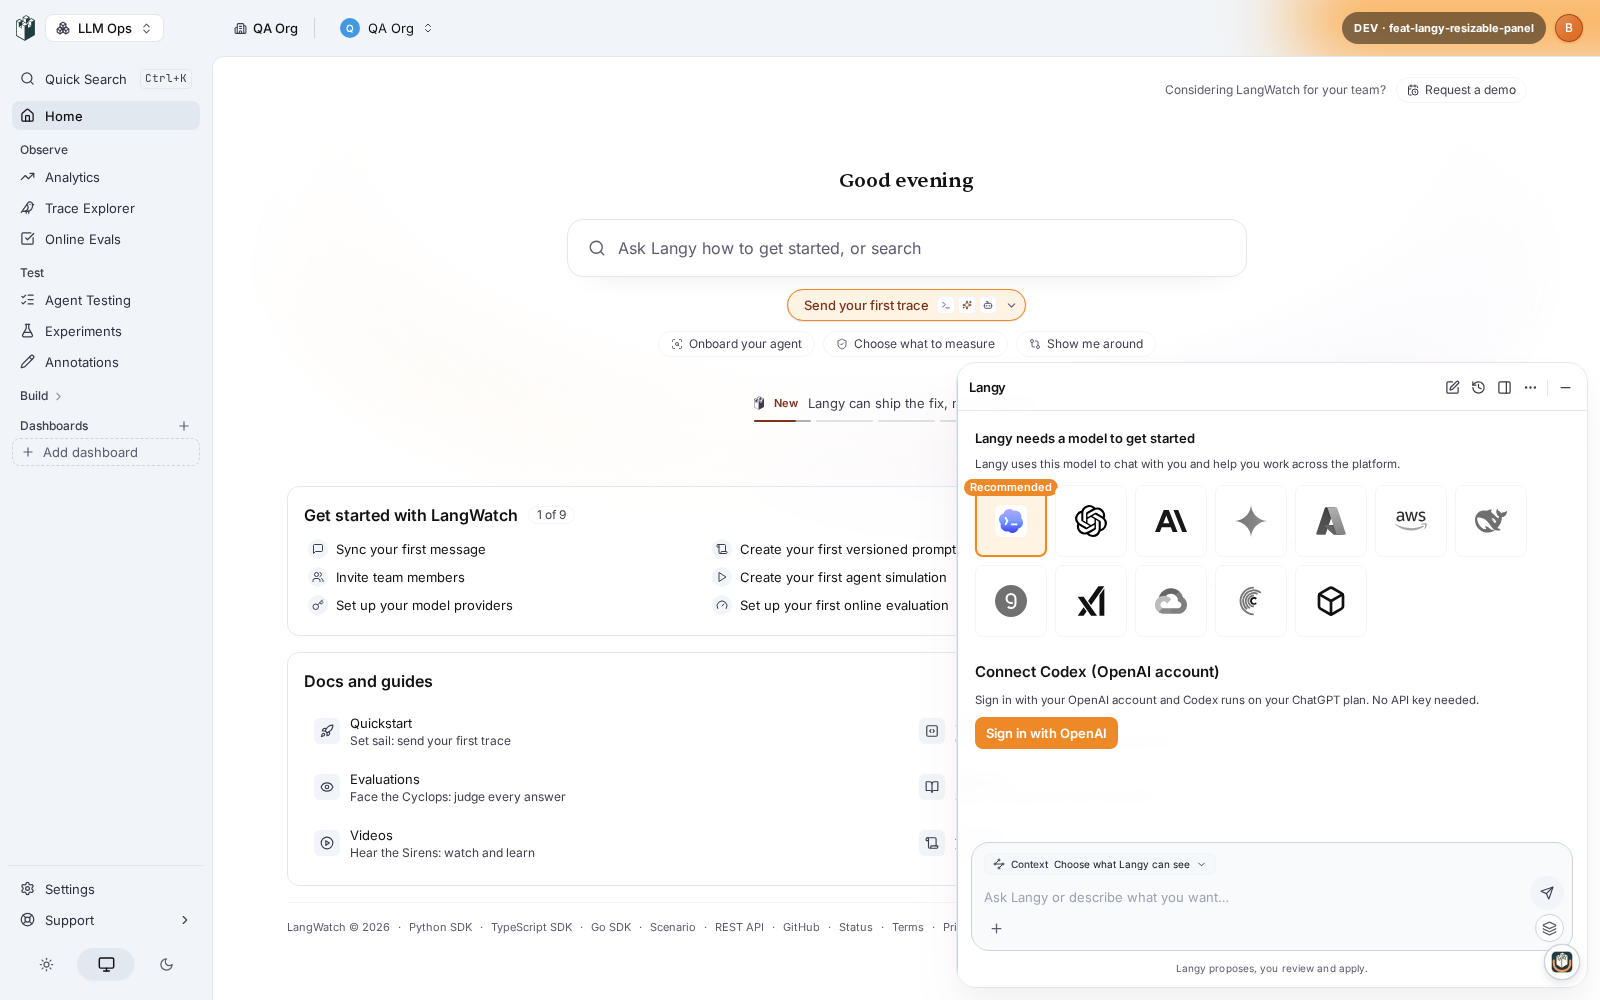 LLM Ops
QA Org
Q QA Org
DEV · feat-langy-resizable-panel
B
Quick Search Ctrl+K
Home
Observe
Analytics
Trace Explorer
Online Evals
Test
Agent Testing
Experiments
Annotations
Build
Dashboards
Add dashboard
Settings
Support
Considering LangWatch for your team? Request a demo
Good evening
Ask Langy how to get started, or search
Send your first trace
Onboard your agent Choose what to measure Show me around
New Langy can ship the fix,
Get started with LangWatch 1 of 9
Sync your first message
Create your first versioned prompt
Invite team members
Create your first agent simulation
Set up your model providers
Set up your first online evaluation
Docs and guides
Quickstart
Set sail: send your first trace
Evaluations
Face the Cyclops: judge every answer
Videos
Hear the Sirens: watch and learn
LangWatch © 2026 · Python SDK · TypeScript SDK · Go SDK · Scenario · REST API · GitHub · Status · Terms ·
Langy
Langy needs a model to get started
Langy uses this model to chat with you and help you work across the platform.
Recommended
aws
Connect Codex (OpenAI account)
Sign in with your OpenAI account and Codex runs on your ChatGPT plan. No API key needed.
Sign in with OpenAI
Context Choose what Langy can see
Ask Langy or describe what you want...
Langy proposes, you review and apply.